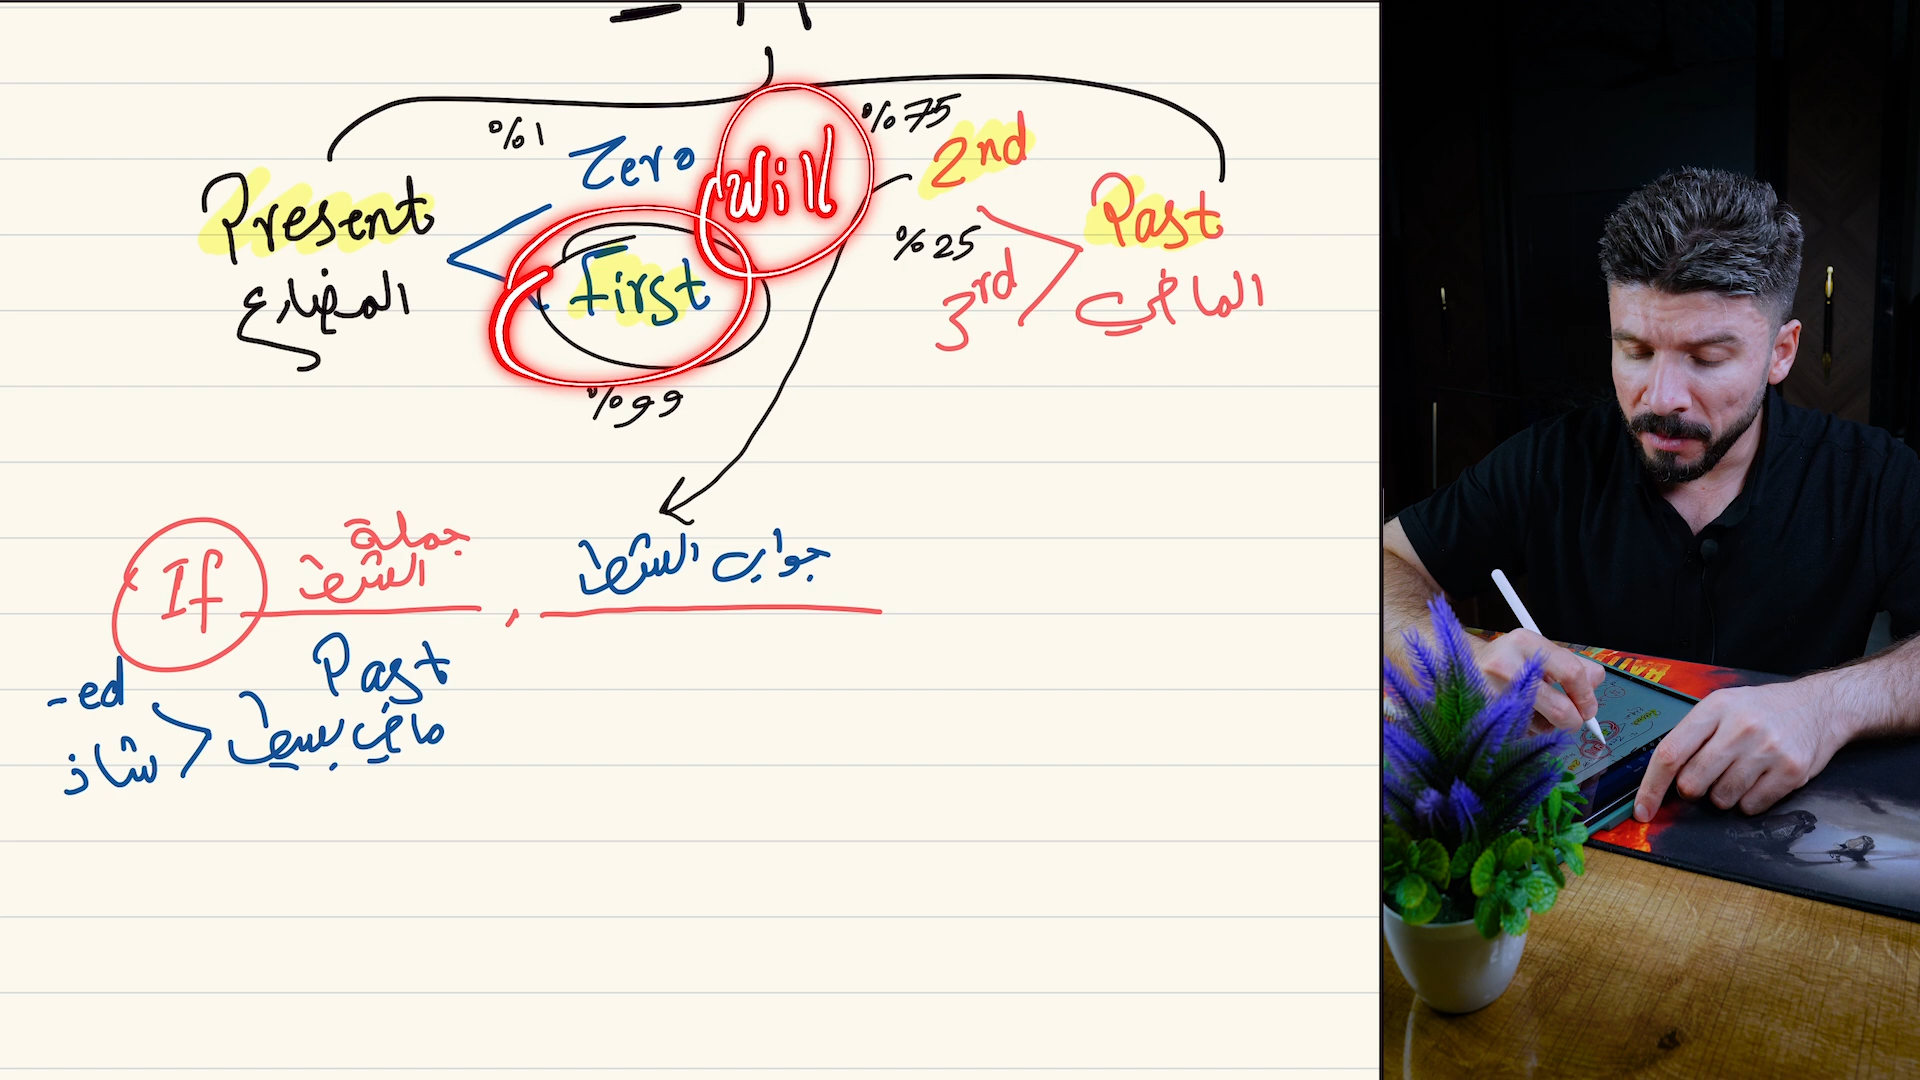 - if
%1 Zero Will %75 2nd
Present First %25 3rd Past
المضارع الماضي
%99
If جملة الشرط , جواب الشرط
-ed Past
شاذ ماضي بسيط